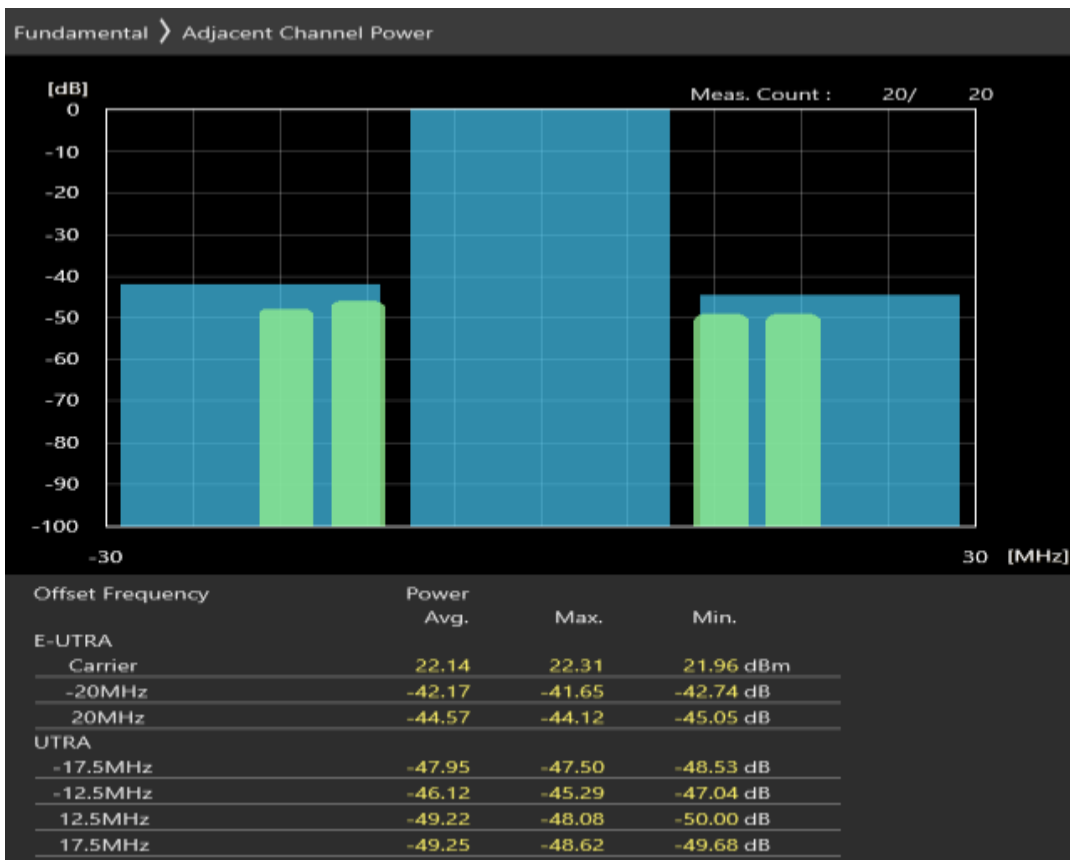 Fundamental 》 Adjacent Channel Power
[dB]
Meas. Count : 20/ 20
0
-10
-20
-30
-40
-50
-60
-70
-80
-90
-100
-30 30 [MHz]
Offset Frequency Power
Avg. Max. Min.
E-UTRA
Carrier 22.14 22.31 21.96 dBm
-20MHz -42.17 -41.65 -42.74 dB
20MHz -44.57 -44.12 -45.05 dB
UTRA
-17.5MHz -47.95 -47.50 -48.53 dB
-12.5MHz -46.12 -45.29 -47.04 dB
12.5MHz -49.22 -48.08 -50.00 dB
17.5MHz -49.25 -48.62 -49.68 dB